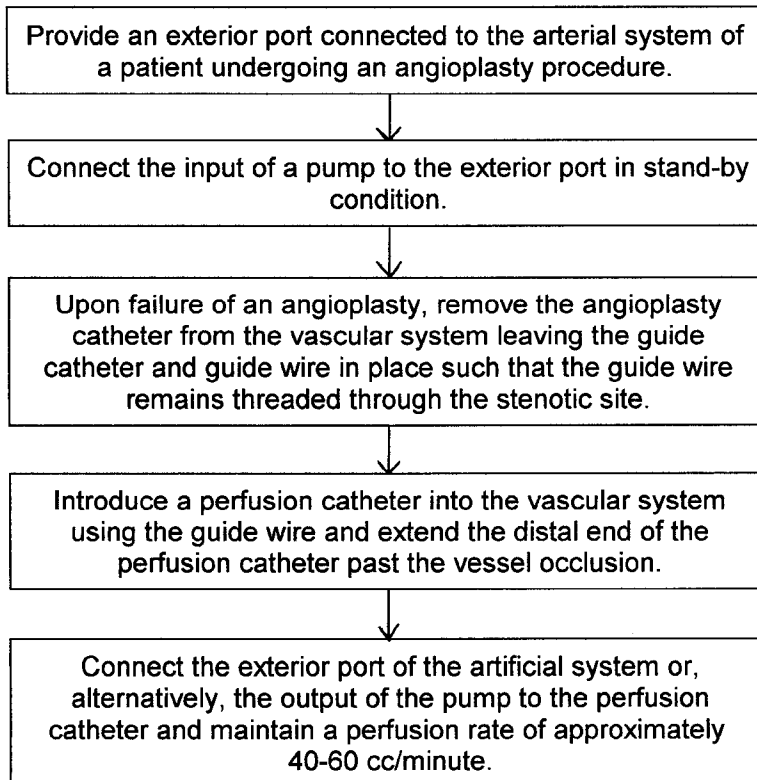 Provide an exterior port connected to the arterial system of
a patient undergoing an angioplasty procedure.
Connect the input of a pump to the exterior port in stand-by
condition.
Upon failure of an angioplasty, remove the angioplasty
catheter from the vascular system leaving the guide
catheter and guide wire in place such that the guide wire
remains threaded through the stenotic site.
Introduce a perfusion catheter into the vascular system
using the guide wire and extend the distal end of the
perfusion catheter past the vessel occlusion.
Connect the exterior port of the artificial system or,
alternatively, the output of the pump to the perfusion
catheter and maintain a perfusion rate of approximately
40-60 cc/minute.